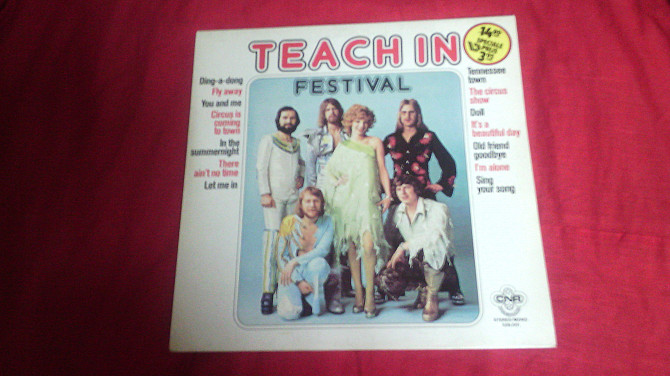 TEACH IN
FESTIVAL
Ding-a-dong
Fly away
You and me
Circus is
coming
to town
In the
summernight
There
ain't no time
Let me in
SPECIALE
PRIJS
Tennessee
town
The circus
show
Doll
It's a
beautiful day
Old friend
goodbye
I'm alone
Sing
your song
CNR